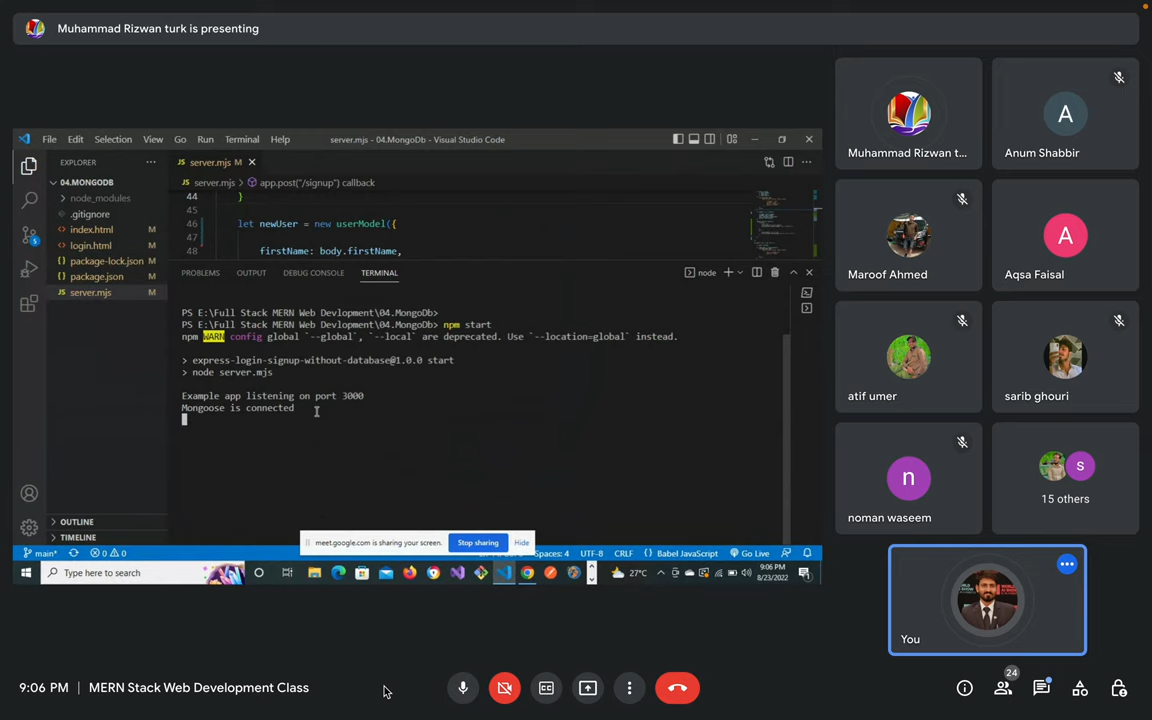 Muhammad Rizwan turk is presenting
File Edit Selection View Go Run Terminal Help
server.mjs - 04.MongoDb - Visual Studio Code
EXPLORER
server.mjs M
04.MONGODB
server.mjs > app.post("/signup") callback
node_modules
.gitignore
index.html M
login.html M
package-lock.json M
package.json M
server.mjs M
44 }
45
46 let newUser = new userModel({
47
48 firstName: body.firstName,
PROBLEMS OUTPUT DEBUG CONSOLE TERMINAL
node
PS E:\Full Stack MERN Web Devlopment\04.MongoDb>
PS E:\Full Stack MERN Web Devlopment\04.MongoDb> npm start
npm WARN config global `--global`, `--local` are deprecated. Use `--location=global` instead.
> express-login-signup-without-database@1.0.0 start
> node server.mjs
Example app listening on port 3000
Mongoose is connected
OUTLINE
TIMELINE
meet.google.com is sharing your screen. Stop sharing Hide
main* 0 0 Spaces: 4 UTF-8 CRLF Babel JavaScript Go Live
Type here to search
27°C
9:06 PM
8/23/2022
Muhammad Rizwan t...
A
Anum Shabbir
Maroof Ahmed
A
Aqsa Faisal
atif umer
sarib ghouri
n
noman waseem
s
15 others
You
9:06 PM | MERN Stack Web Development Class
24